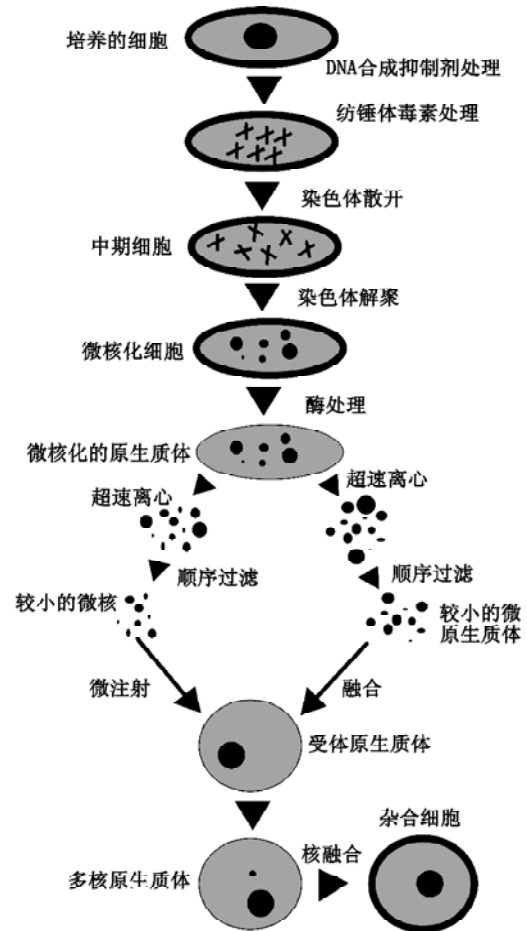 培养的细胞
DNA合成抑制剂处理
纺锤体毒素处理
染色体散开
中期细胞
染色体解聚
微核化细胞
酶处理
微核化的原生质体
超速离心
超速离心
顺序过滤
顺序过滤
较小的微核
较小的微
原生质体
微注射
融合
受体原生质体
杂合细胞
核融合
多核原生质体